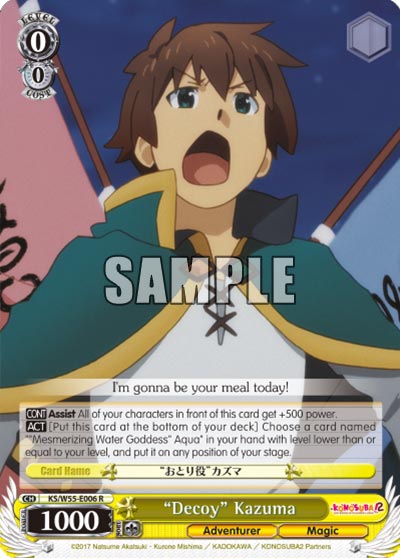 LEVEL
0
0
COST
SAMPLE
I'm gonna be your meal today!
CONT Assist All of your characters in front of this card get +500 power.
ACT [Put this card at the bottom of your deck] Choose a card named
"“Mesmerizing Water Goddess” Aqua" in your hand with level lower than or
equal to your level, and put it on any position of your stage.
Card Name “おとり役”カズマ
CH KS/W55-E006 R
POWER 1000 SOUL “Decoy” Kazuma KONOSUBA 2
Adventurer Magic
©2017 Natsume Akatsuki・Kurone Mishima / KADOKAWA / KONOSUBA2 Partners